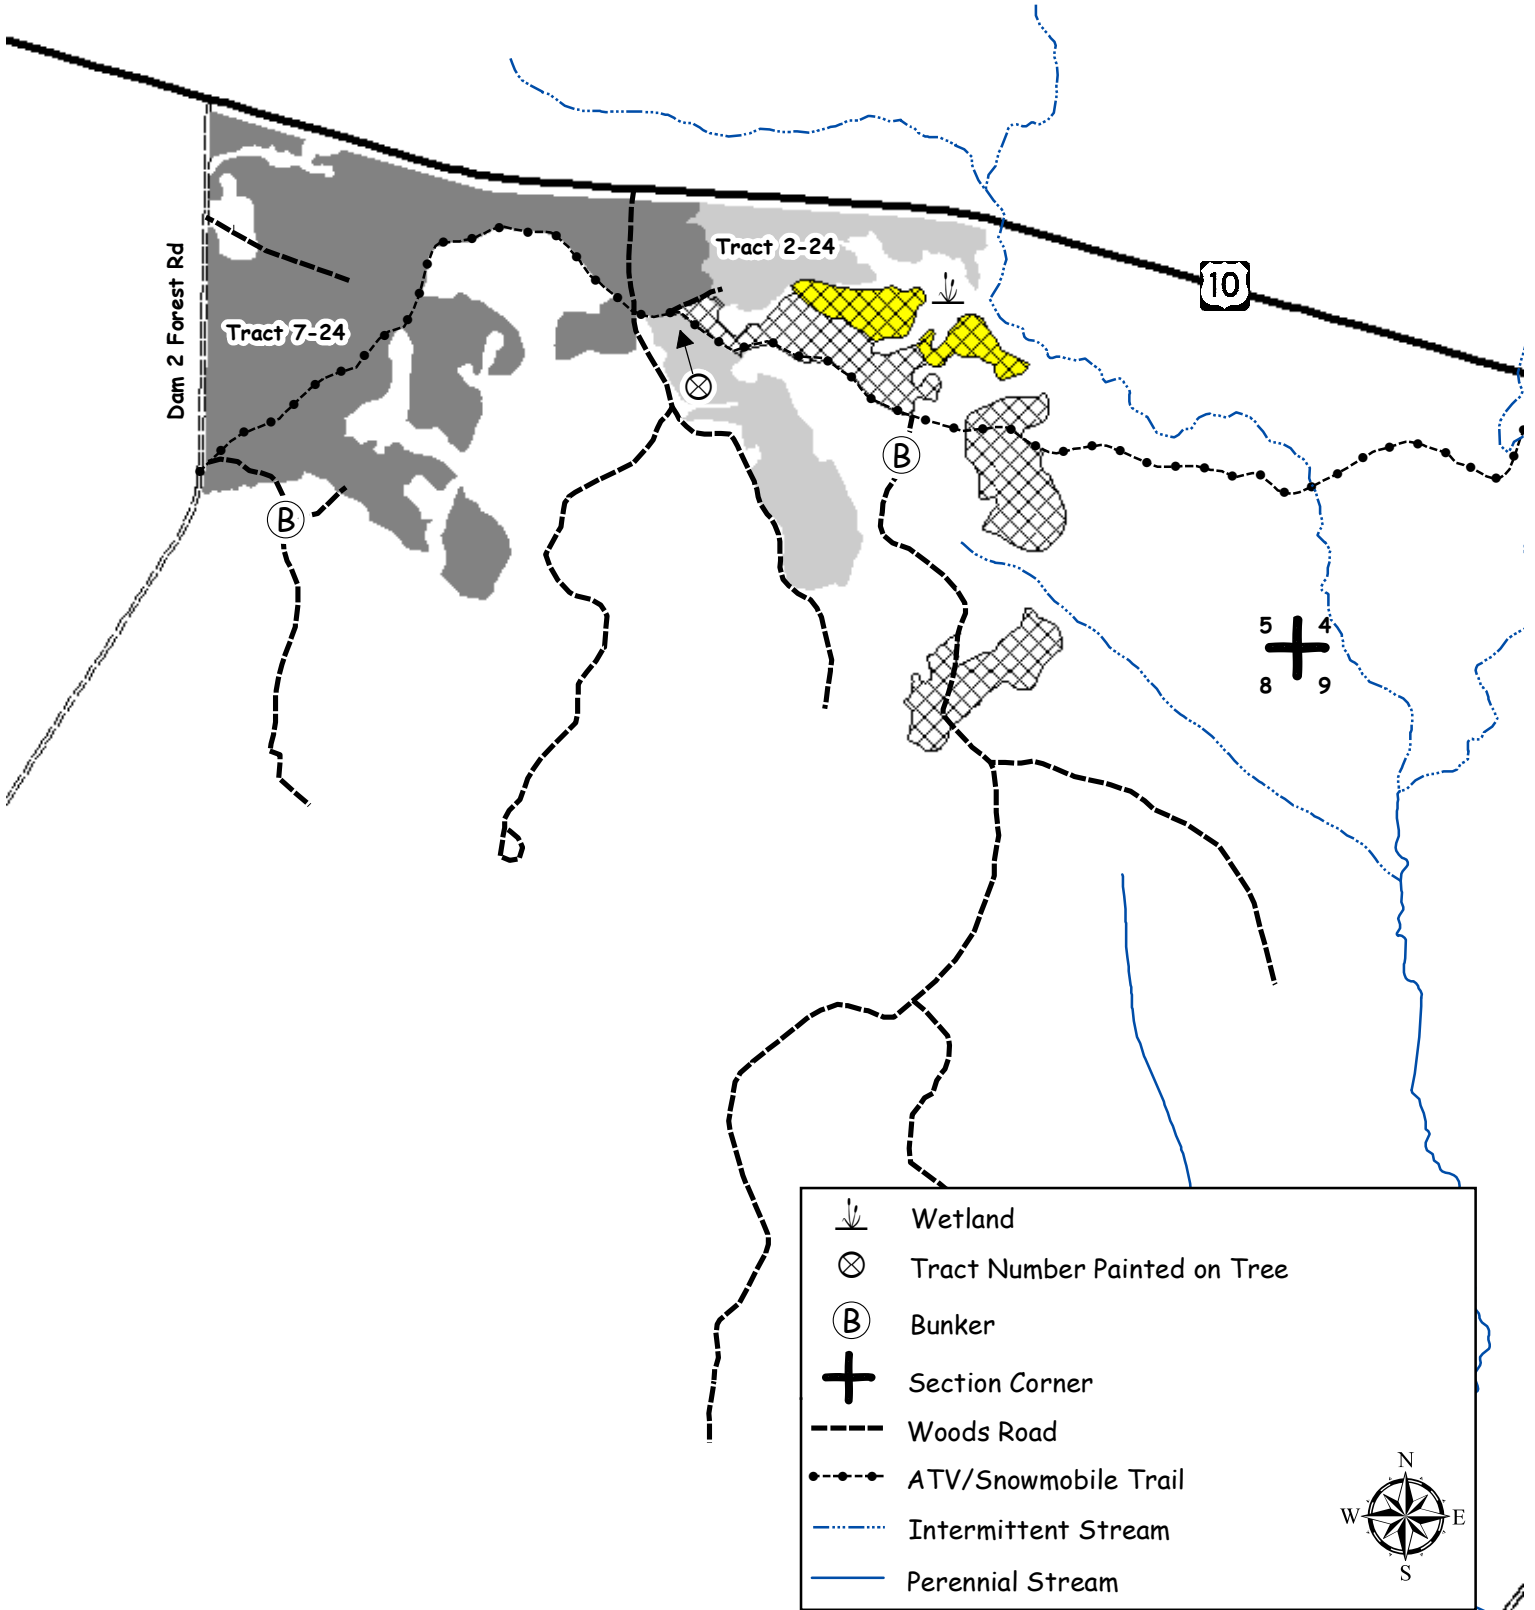 10
Tract 2-24
Dam 2 Forest Rd
Tract 7-24
B
B
5 4
8 9
Wetland
Tract Number Painted on Tree
B Bunker
Section Corner
Woods Road
ATV/Snowmobile Trail
Intermittent Stream
Perennial Stream
N
W E
S